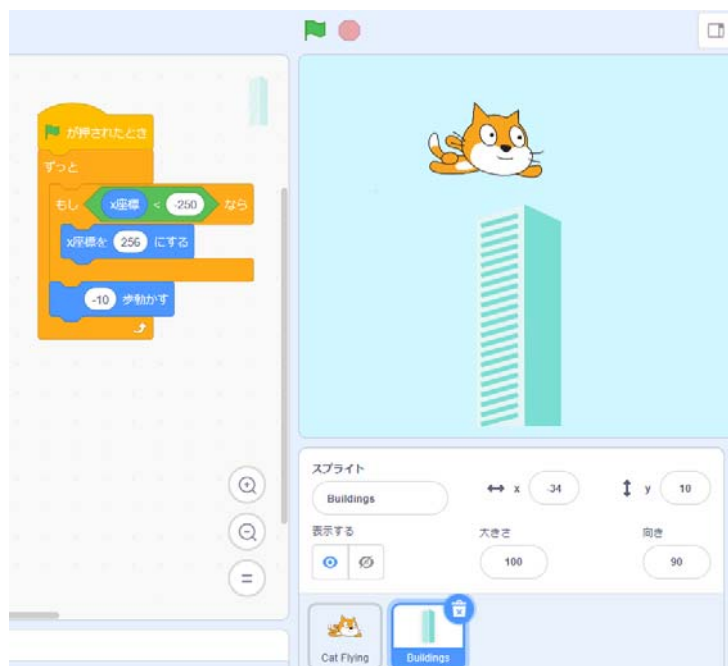 が押されたとき
ずっと
もし x座標 < -250 なら
x座標を 256 にする
-10 歩動かす
スプライト
Buildings
x -34
y 10
表示する
大きさ
100
向き
90
Cat Flying
Buildings